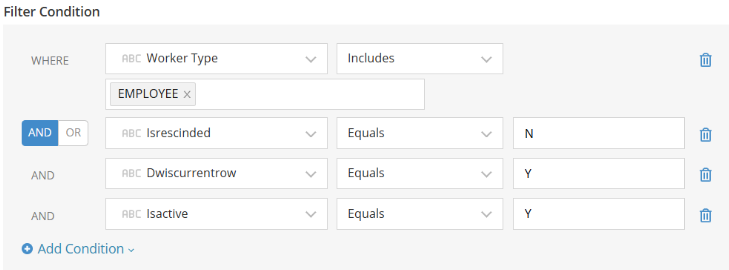 Filter Condition
WHERE ABC Worker Type Includes
EMPLOYEE x
AND OR ABC Isrescinded Equals N
AND ABC Dwiscurrentrow Equals Y
AND ABC Isactive Equals Y
Add Condition